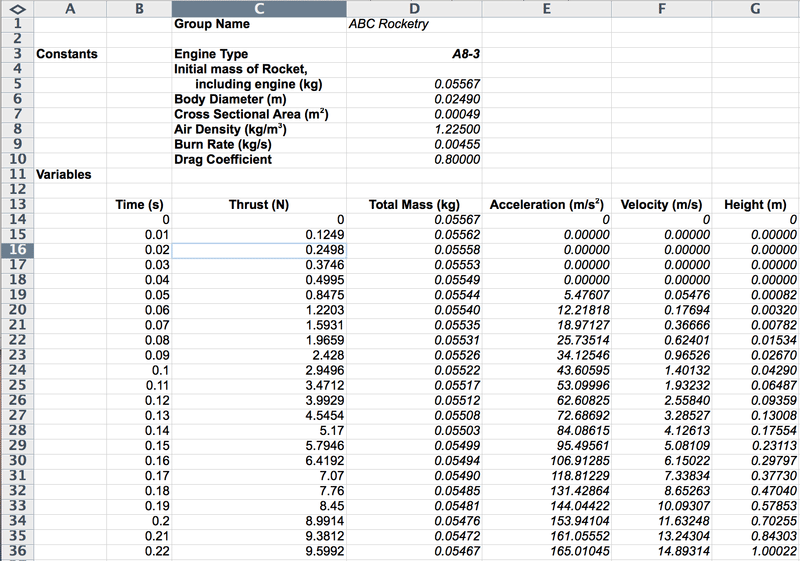 A B C D E F G
1 Group Name ABC Rocketry
2
3 Constants Engine Type A8-3
4 Initial mass of Rocket,
5 including engine (kg) 0.05567
6 Body Diameter (m) 0.02490
7 Cross Sectional Area (m²) 0.00049
8 Air Density (kg/m³) 1.22500
9 Burn Rate (kg/s) 0.00455
10 Drag Coefficient 0.80000
11 Variables
12
13 Time (s) Thrust (N) Total Mass (kg) Acceleration (m/s²) Velocity (m/s) Height (m)
14 0 0 0.05567 0 0 0
15 0.01 0.1249 0.05562 0.00000 0.00000 0.00000
16 0.02 0.2498 0.05558 0.00000 0.00000 0.00000
17 0.03 0.3746 0.05553 0.00000 0.00000 0.00000
18 0.04 0.4995 0.05549 0.00000 0.00000 0.00000
19 0.05 0.8475 0.05544 5.47607 0.05476 0.00082
20 0.06 1.2203 0.05540 12.21818 0.17694 0.00320
21 0.07 1.5931 0.05535 18.97127 0.36666 0.00782
22 0.08 1.9659 0.05531 25.73514 0.62401 0.01534
23 0.09 2.428 0.05526 34.12546 0.96526 0.02670
24 0.1 2.9496 0.05522 43.60595 1.40132 0.04290
25 0.11 3.4712 0.05517 53.09996 1.93232 0.06487
26 0.12 3.9929 0.05512 62.60825 2.55840 0.09359
27 0.13 4.5454 0.05508 72.68692 3.28527 0.13008
28 0.14 5.17 0.05503 84.08615 4.12613 0.17554
29 0.15 5.7946 0.05499 95.49561 5.08109 0.23113
30 0.16 6.4192 0.05494 106.91285 6.15022 0.29797
31 0.17 7.07 0.05490 118.81229 7.33834 0.37730
32 0.18 7.76 0.05485 131.42864 8.65263 0.47040
33 0.19 8.45 0.05481 144.04422 10.09307 0.57853
34 0.2 8.9914 0.05476 153.94104 11.63248 0.70255
35 0.21 9.3812 0.05472 161.05552 13.24304 0.84303
36 0.22 9.5992 0.05467 165.01045 14.89314 1.00022